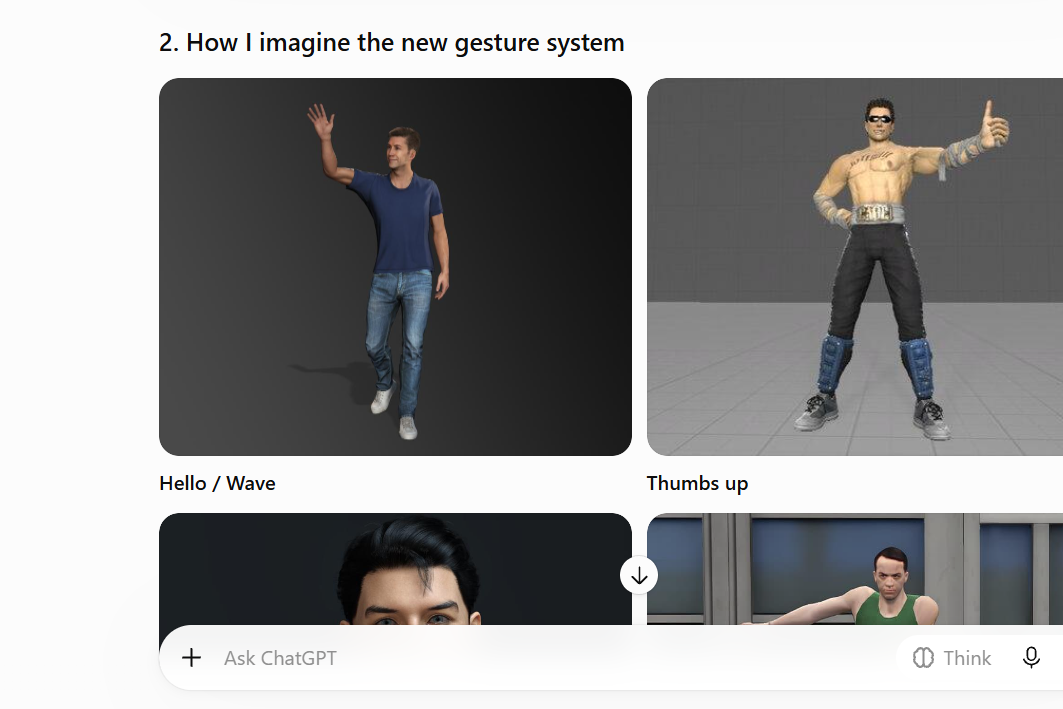 2. How I imagine the new gesture system
Hello / Wave
Thumbs up
Ask ChatGPT
Think